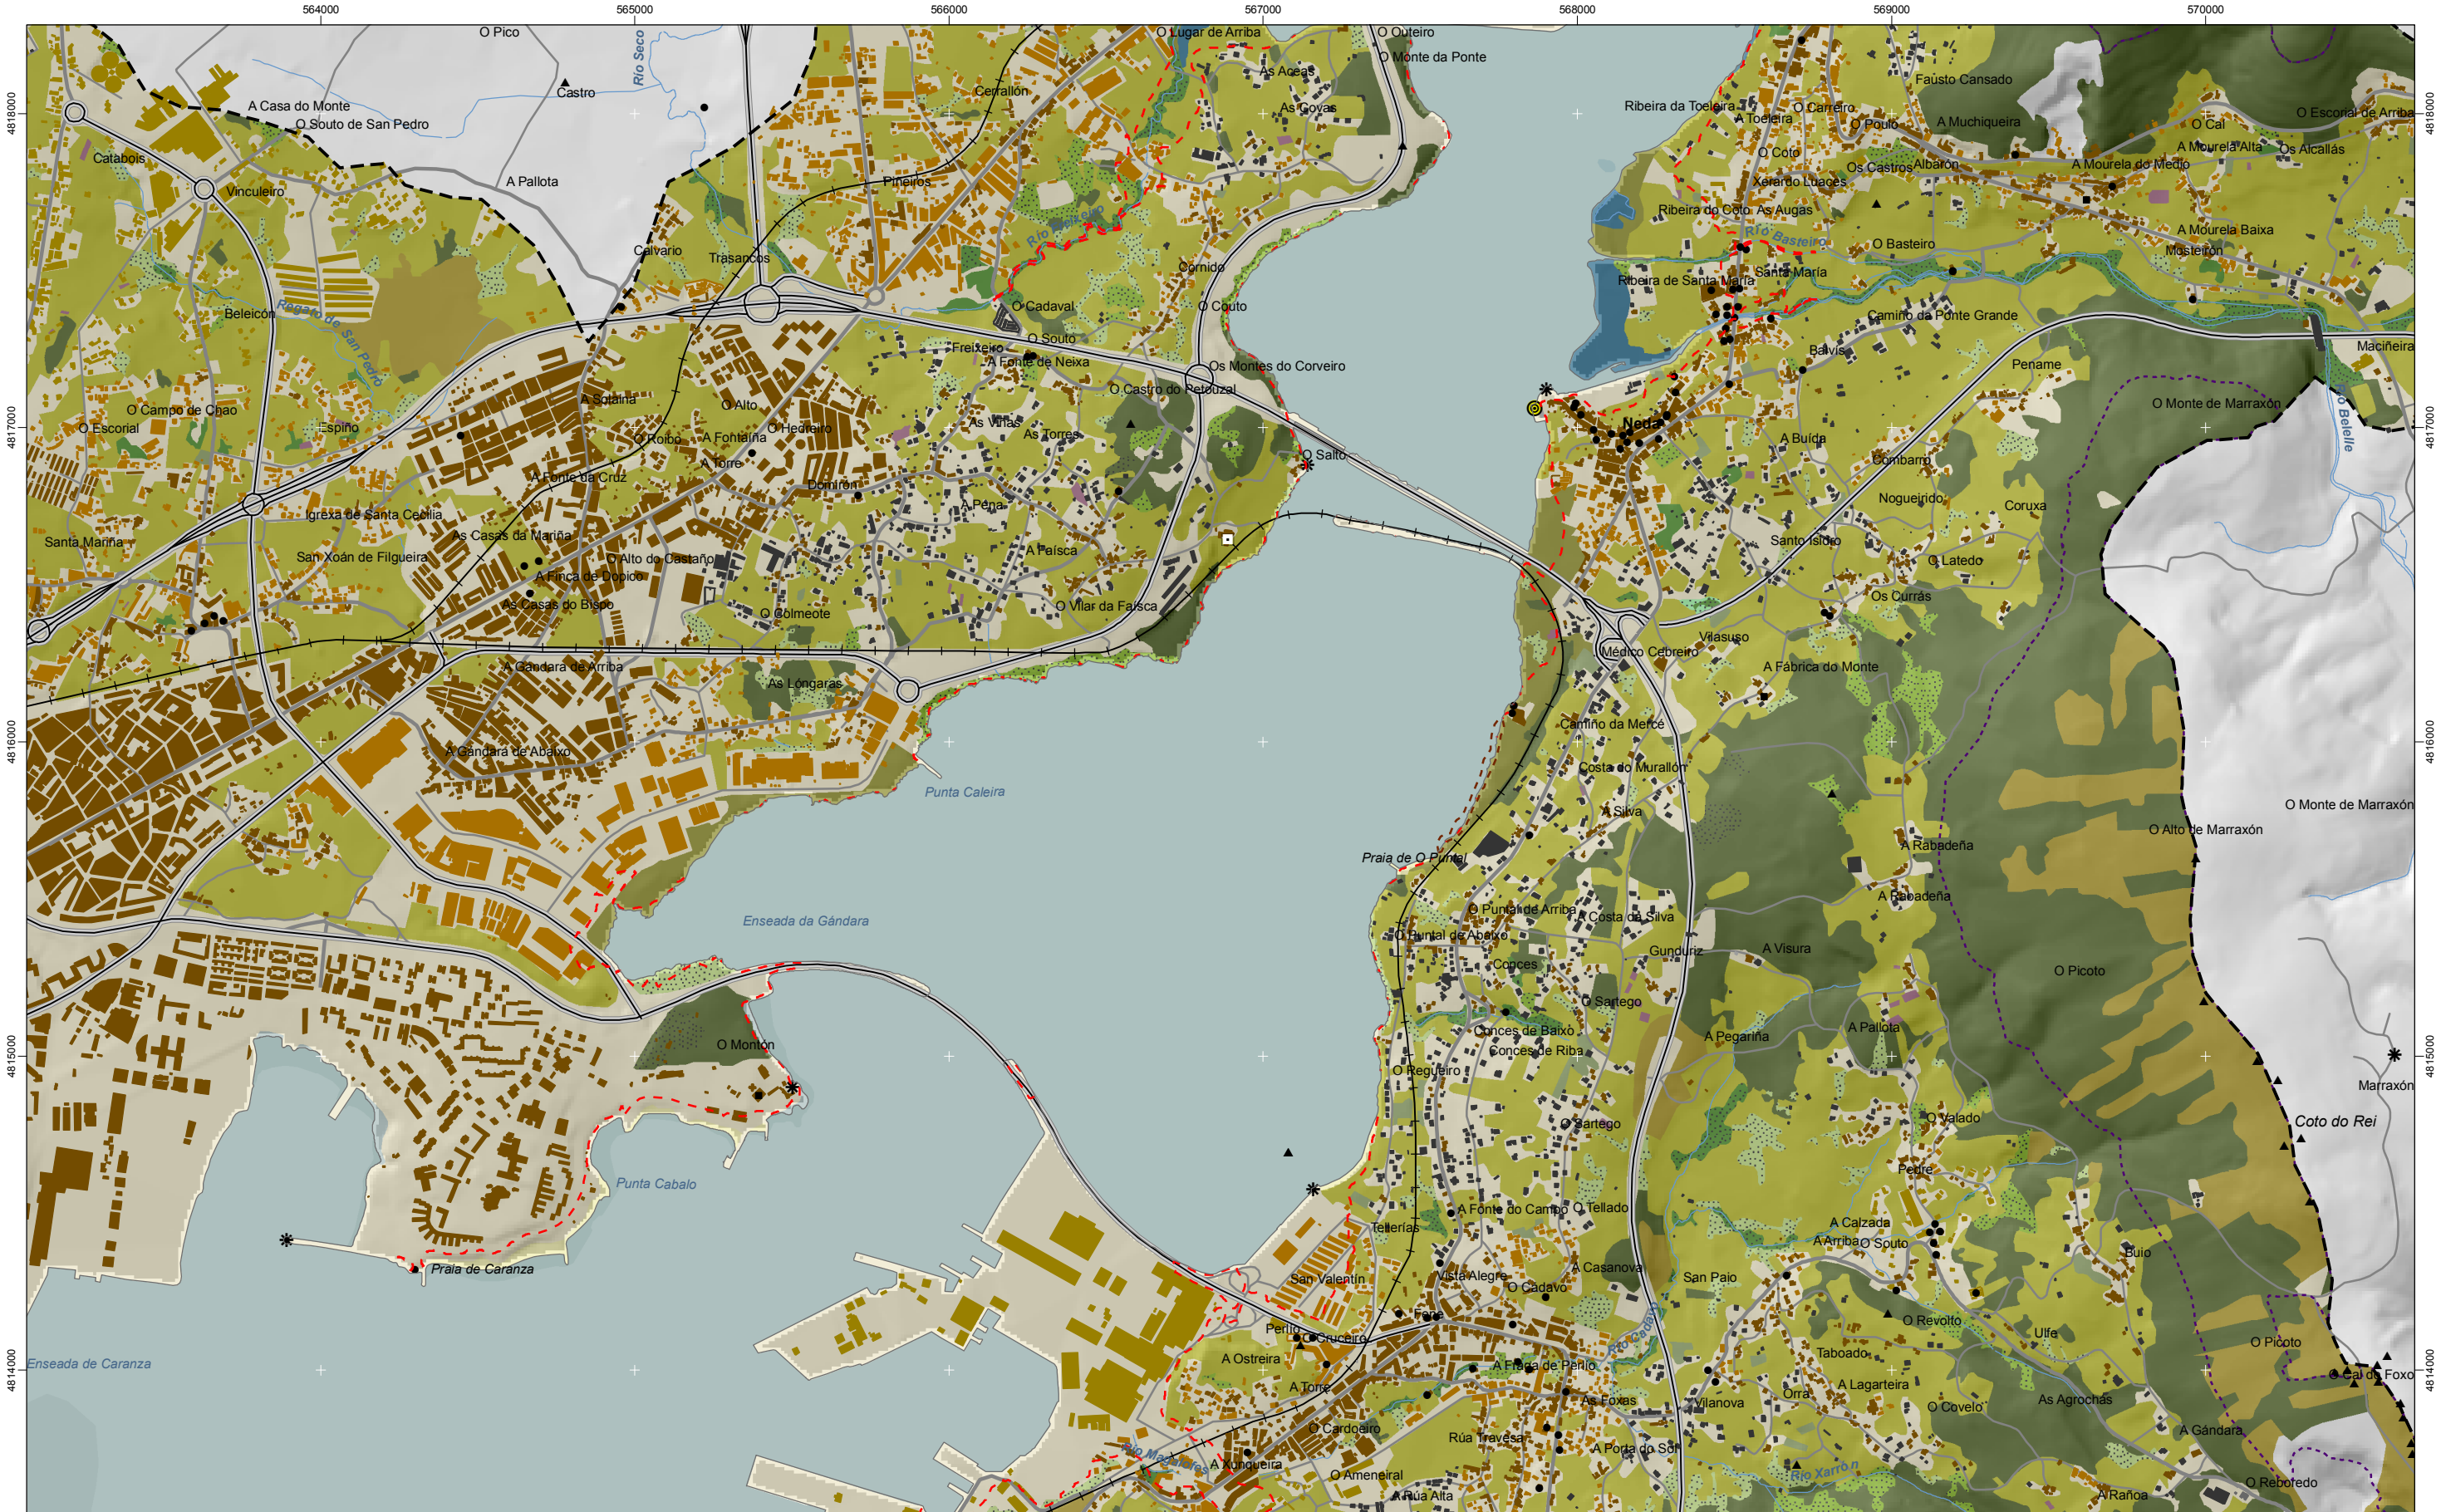 564000 565000 566000 567000 568000 569000 570000
O Pico
Río Seco
O Lugar de Arriba
O Outeiro
O Monte da Ponte
As Aceas
Castro
Cerrallón
Fausto Cansado
A Casa do Monte
O Souto de San Pedro
As Covas
Ribeira da Toeleira
O Carreiro
A Toeleira
O Poulo
A Muchiqueira
O Cal
O Escorial de Arriba
4818000
4818000
Catabois
O Coto
Os Castros
Albarón
A Mourela do Medio
A Mourela Alta
Os Alcallás
Vinculeiro
A Pallota
Piñeiros
Xerardo Luaces
Ribeira do Coto
As Augas
Río Freixeiro
Río Basteiro
O Basteiro
A Mourela Baixa
Mosteirón
Calvario
Trasancos
Cornido
Santa María
Ribeira de Santa María
Regato de San Pedro
Beleicón
O Cadaval
O Couto
Camiño da Ponte Grande
Freixeiro
O Souto
A Fonte de Neixa
Os Montes do Corveiro
Balvís
Pename
Maciñeira
O Castro do Petouzal
A Solaina
O Alto
O Campo de Chao
O Escorial
Espiño
O Roibo
A Fontaíña
O Hedreiro
As Viñas
As Torres
Neda
A Buída
O Monte de Marraxón
Río Belelle
4817000
4817000
A Torre
O Salto
Combarro
A Fonte da Cruz
Domirón
Nogueirido
Coruxa
Igrexa de Santa Cecilia
A Pena
As Casas da Mariña
Santa Mariña
San Xoán de Filgueira
O Alto do Castaño
A Faísca
Santo Isidro
O Latedo
A Finca de Dopico
As Casas do Bispo
O Colmeote
O Vilar da Faísca
Os Currás
Vilasuso
Médico Cebreiro
A Gándara de Arriba
As Lóngaras
A Fábrica do Monte
Camiño da Mercé
4816000
4816000
A Gándara de Abaixo
Costa do Murallón
Punta Caleira
A Silva
O Monte de Marraxón
O Alto de Marraxón
Praia de O Puntal
A Rabadeña
A Rabadeña
Enseada da Gándara
O Puntal de Arriba
A Costa da Silva
O Puntal de Abaixo
Gunduriz
A Visura
Conces
O Picoto
O Sartego
Conces de Baixo
A Pegariña
A Pallota
O Montón
Conces de Riba
4815000
4815000
O Regueiro
Marraxón
O Sartego
O Valado
Coto do Rei
Punta Cabalo
Pedre
A Fonte do Campo
O Tellado
Tellerías
A Calzada
A Arriba
O Souto
Buio
Praia de Caranza
San Valentín
Vista Alegre
A Casanova
O Cadavo
San Paio
Fene
Perlío
O Cruceiro
O Revolto
Ulfe
O Picoto
Enseada de Caranza
A Ostreira
A Fraga de Perlío
Taboado
O Cal do Foxo
4814000
4814000
A Torre
As Foxas
Orra
A Lagarteira
Vilanova
O Covelo
As Agrochás
O Cardoeiro
Rúa Travesa
A Porta do Sol
A Gándara
Río Magalofes
A Xunqueira
O Ameneiral
Río Xarrón
O Reboredo
A Rúa Alta
A Rañoa